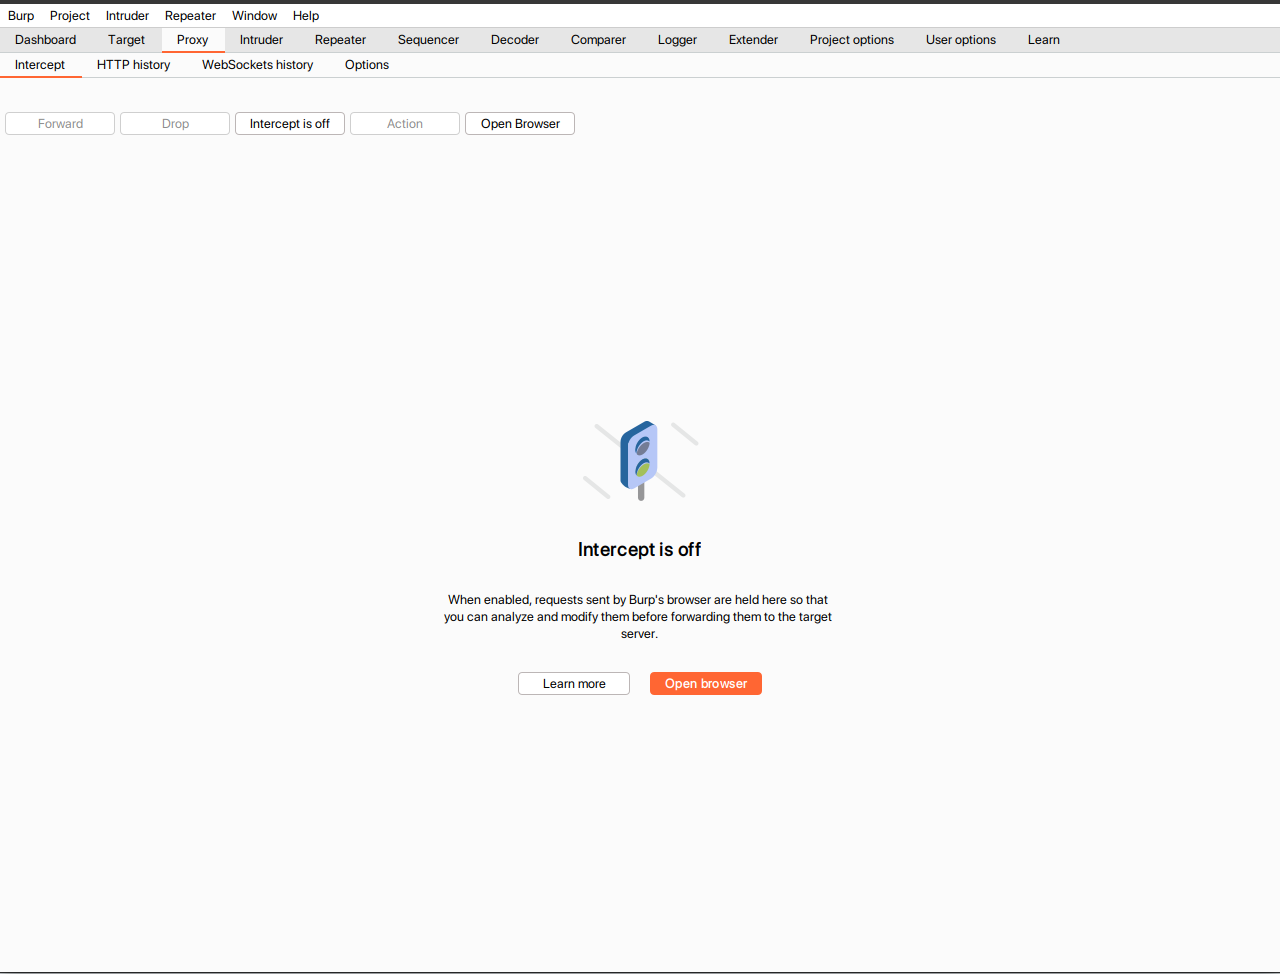 Burp Project Intruder Repeater Window Help
Dashboard Target Proxy Intruder Repeater Sequencer Decoder Comparer Logger Extender Project options User options Learn
Intercept HTTP history WebSockets history Options
Forward Drop Intercept is off Action Open Browser
Intercept is off
When enabled, requests sent by Burp's browser are held here so that
you can analyze and modify them before forwarding them to the target
server.
Learn more Open browser